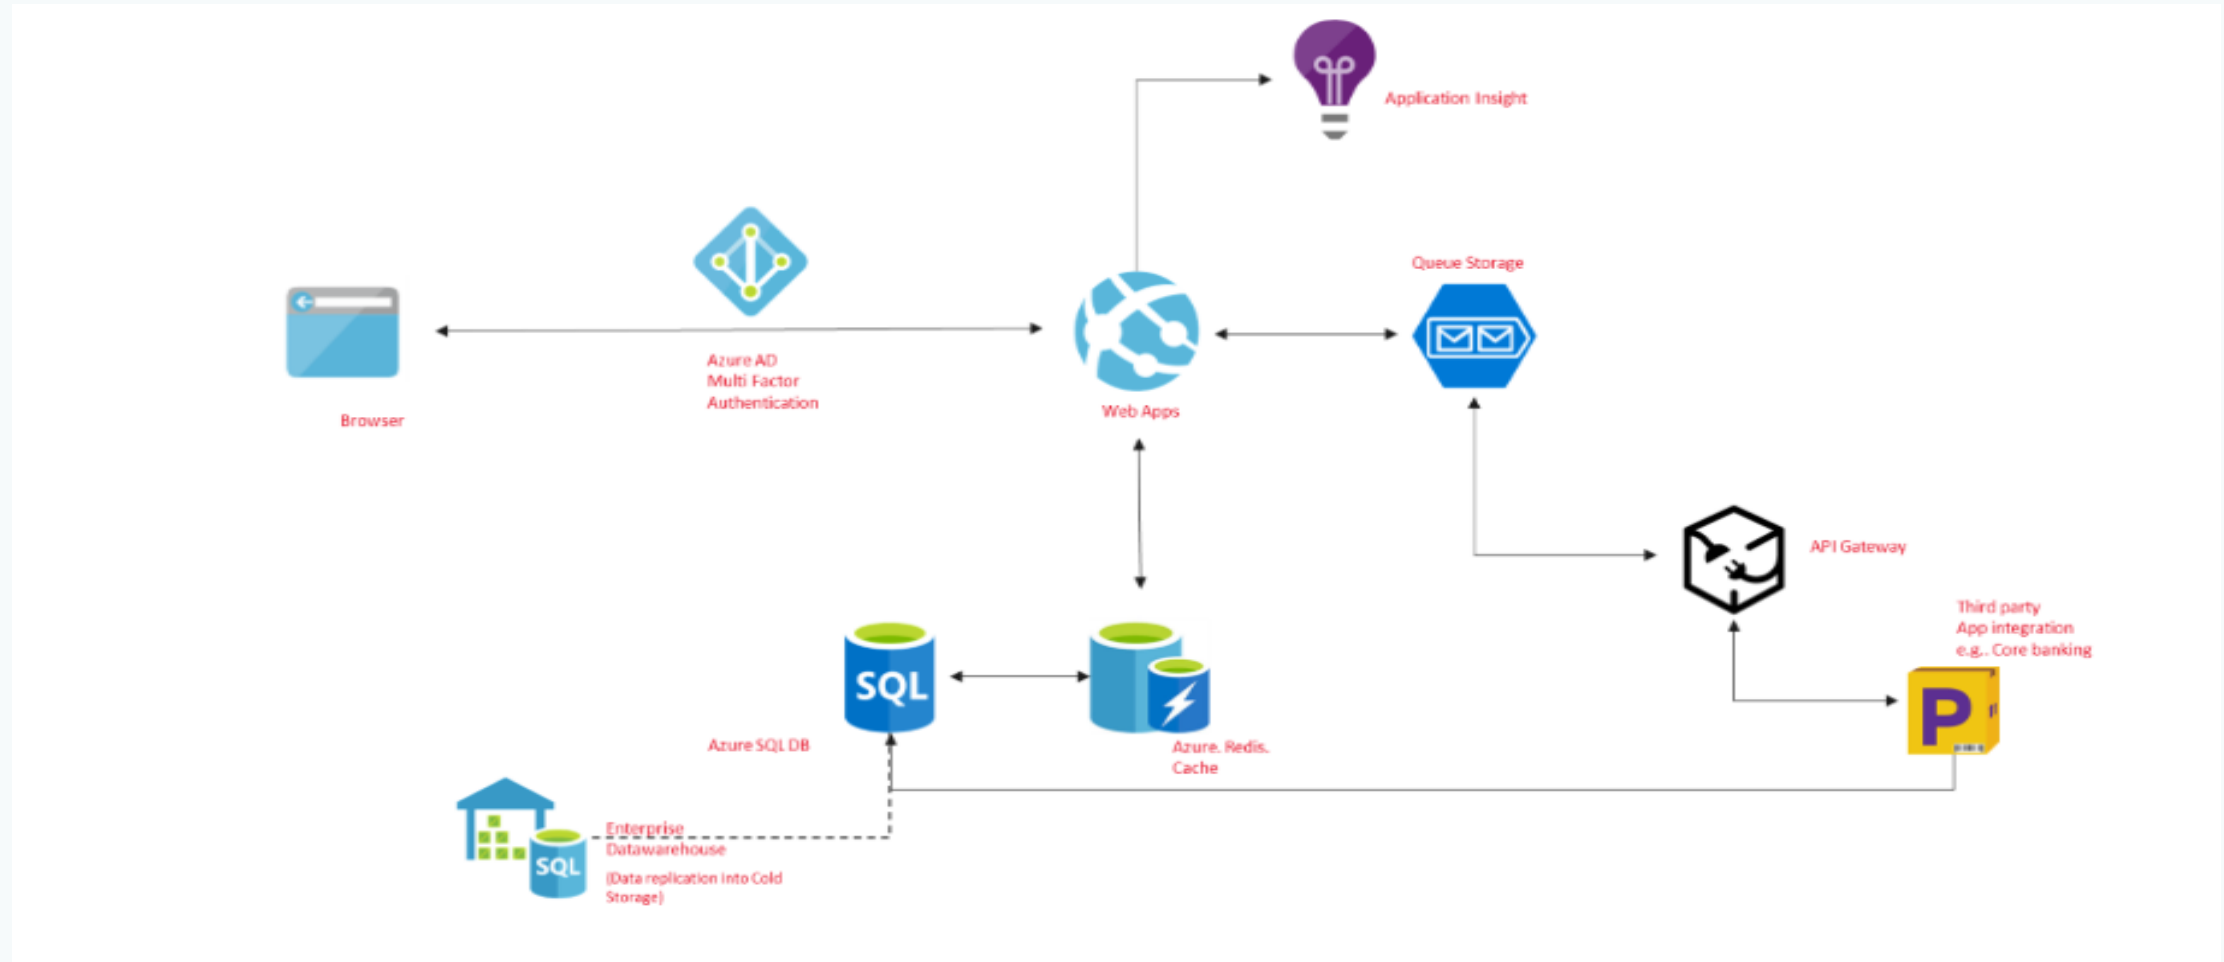 Application Insight
Queue Storage
Azure AD
Multi Factor
Authentication
Browser
Web Apps
API Gateway
Third party
App integration
e.g,. Core banking
P
SQL
Azure SQL DB
Azure. Redis.
Cache
Enterprise
Datawarehouse
SQL
(Data replication into Cold
Storage)